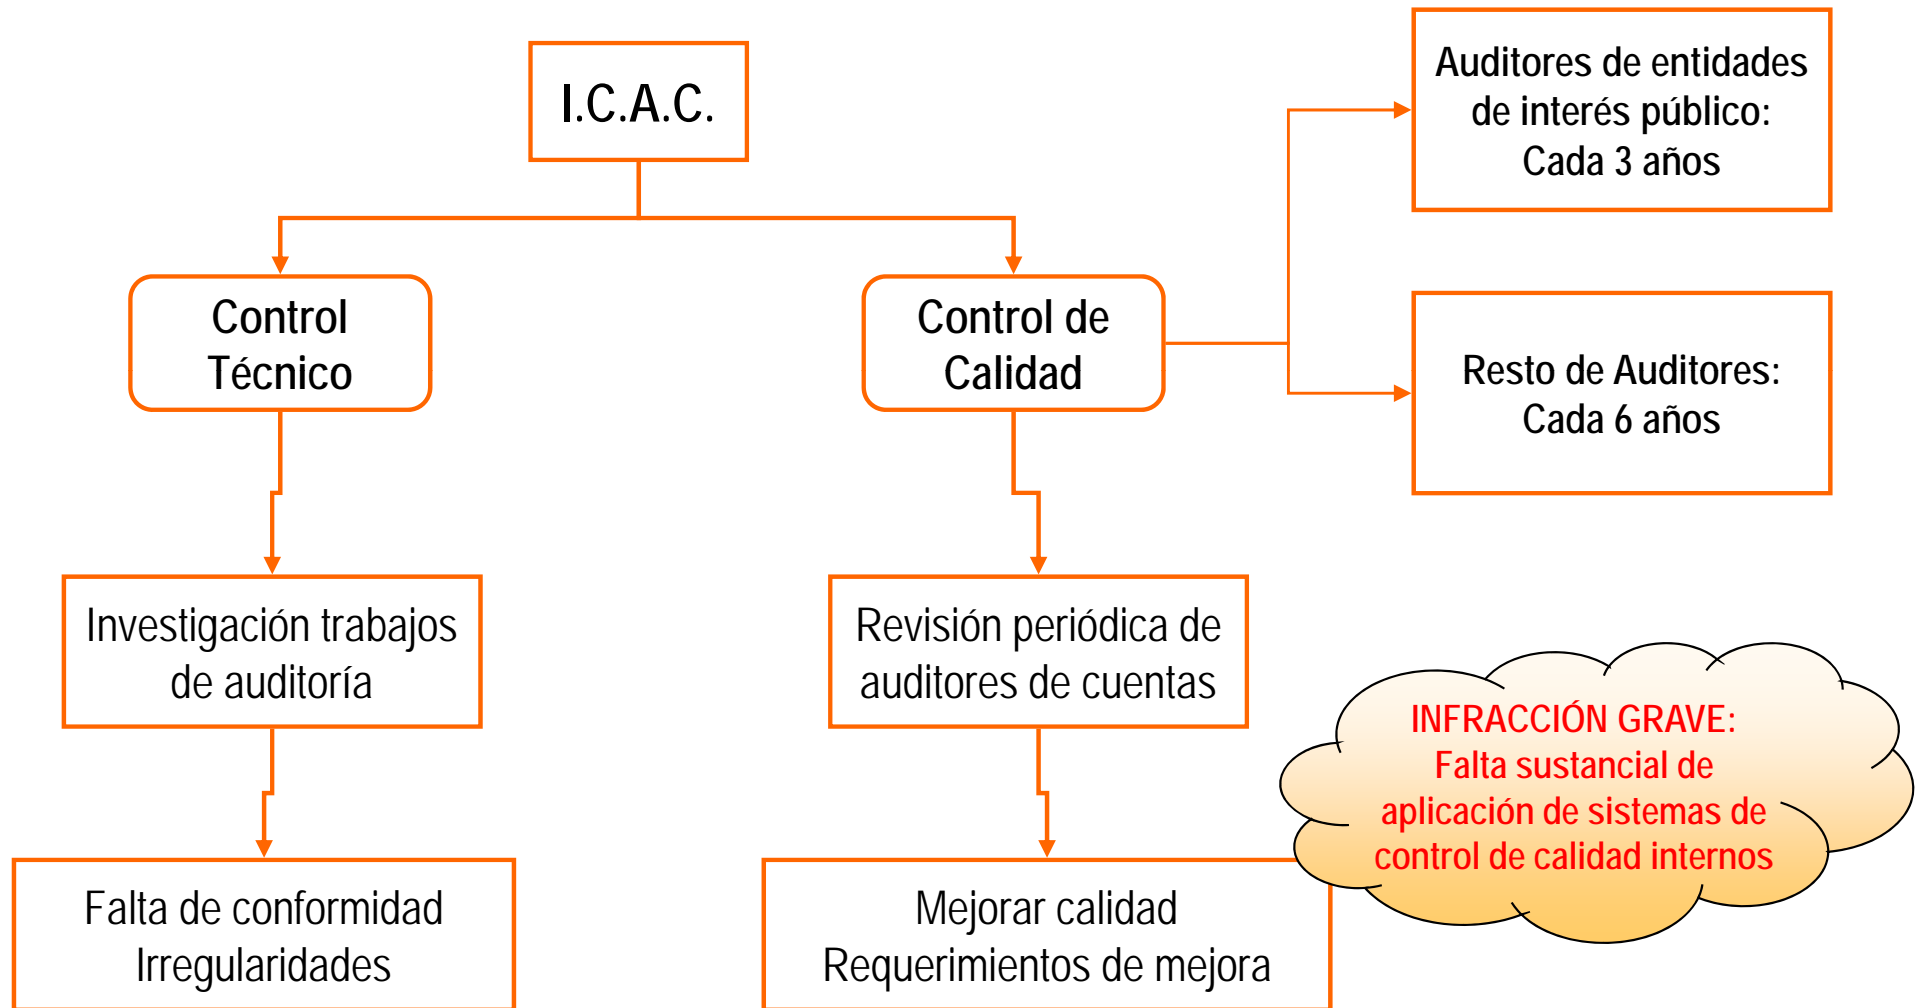 I.C.A.C.
Auditores de entidades
de interés público:
Cada 3 años
Control
Técnico
Control de
Calidad
Resto de Auditores:
Cada 6 años
Investigación trabajos
de auditoría
Revisión periódica de
auditores de cuentas
INFRACCIÓN GRAVE:
Falta sustancial de
aplicación de sistemas de
control de calidad internos
Falta de conformidad
Irregularidades
Mejorar calidad
Requerimientos de mejora